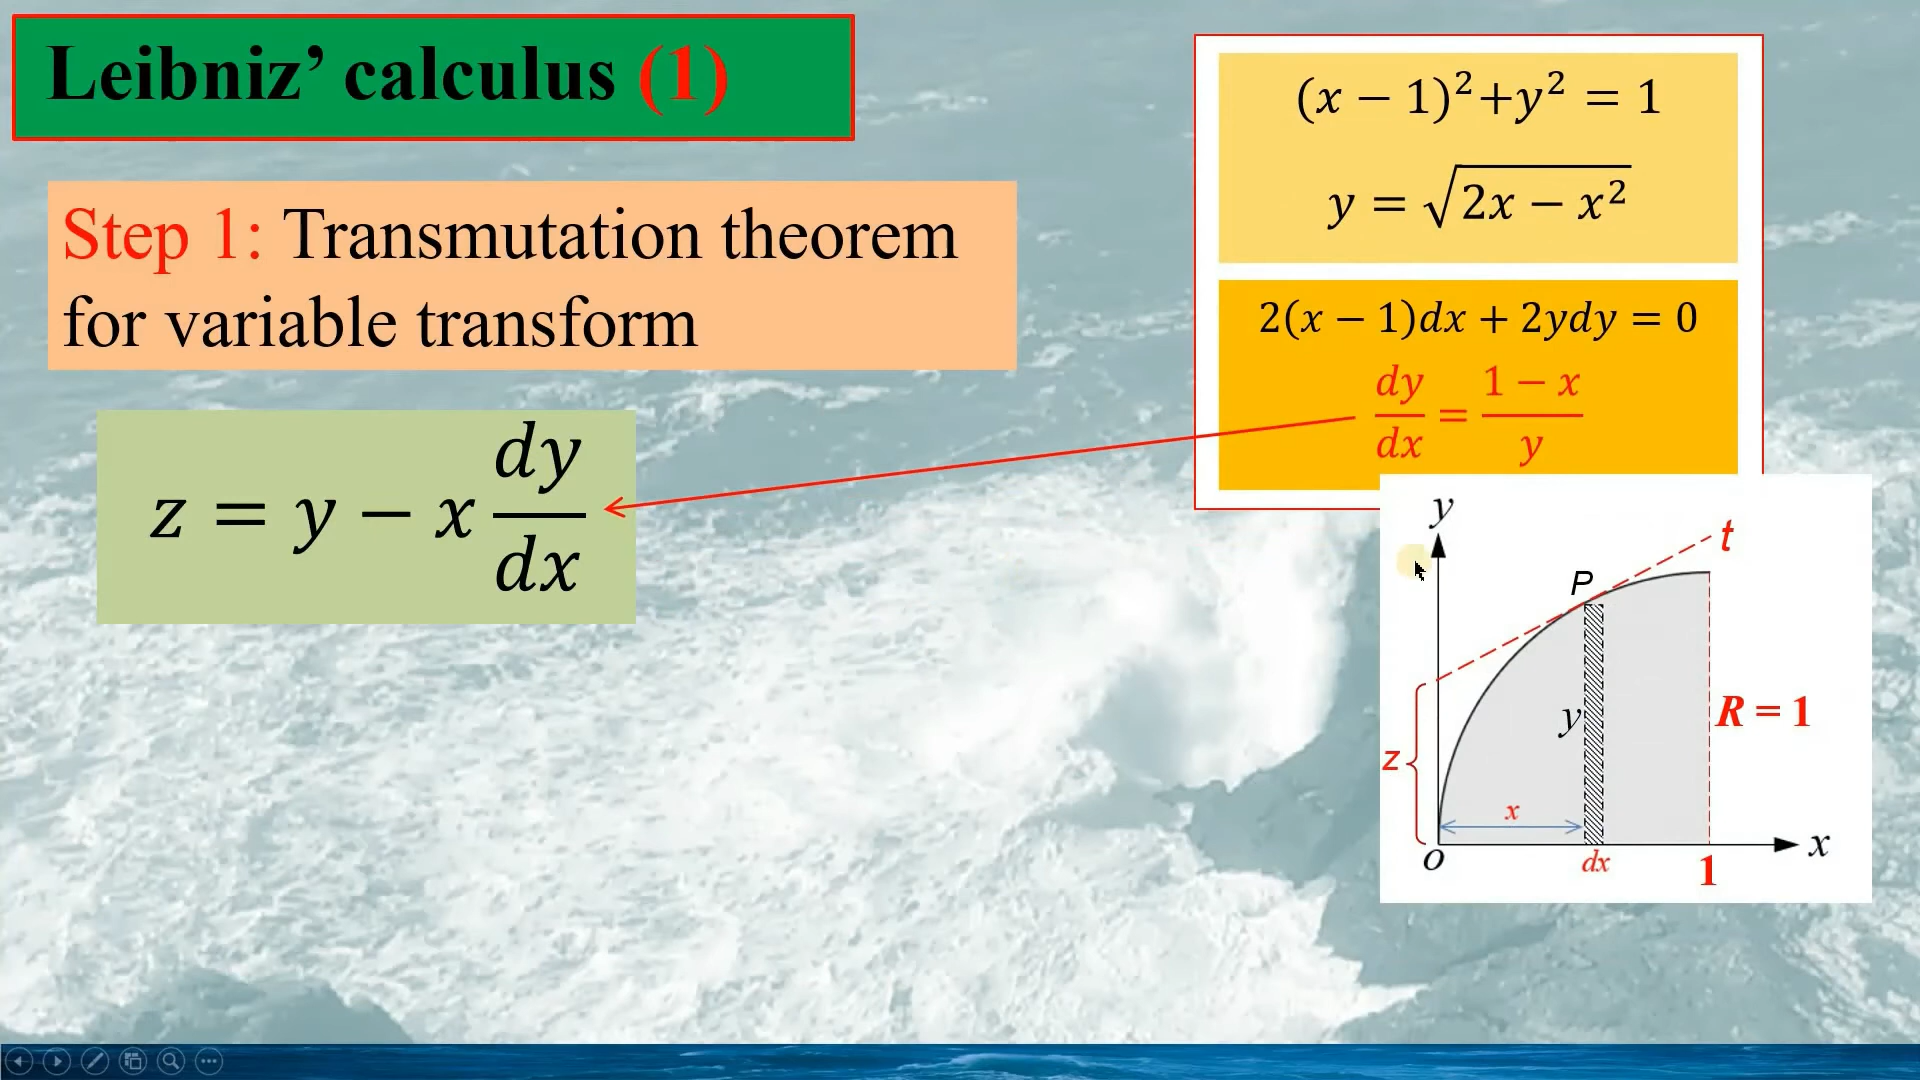 Leibniz’ calculus (1)
Step 1: Transmutation theorem
for variable transform
z = y − x dy/dx
(x − 1)²+y² = 1
y = √(2x − x²)
2(x − 1)dx + 2ydy = 0
dy/dx = (1 − x)/y
y
t
P
y
R = 1
z
x
O
dx
1
x